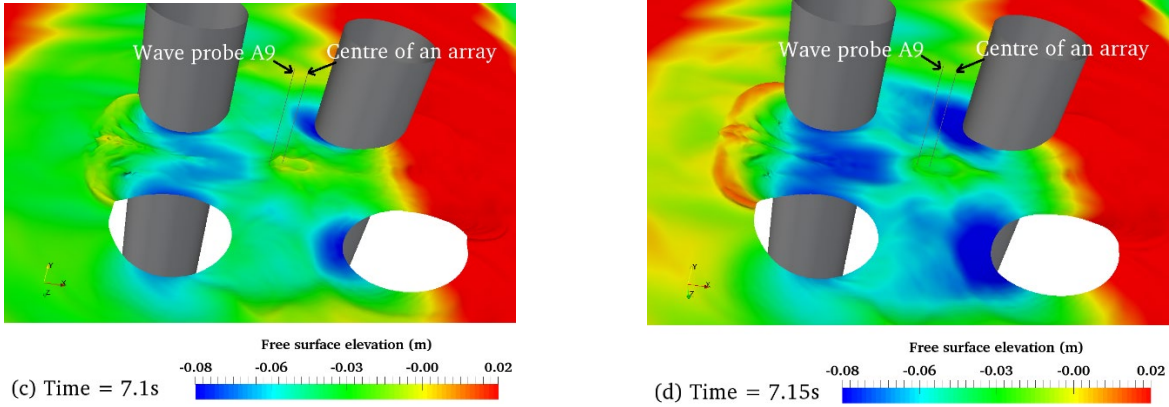 Wave probe A9
Centre of an array
Y
X
Z
Free surface elevation (m)
-0.08 -0.06 -0.03 -0.00 0.02
(c) Time = 7.1s
Wave probe A9
Centre of an array
Y
X
Z
Free surface elevation (m)
-0.08 -0.06 -0.03 -0.00 0.02
(d) Time = 7.15s